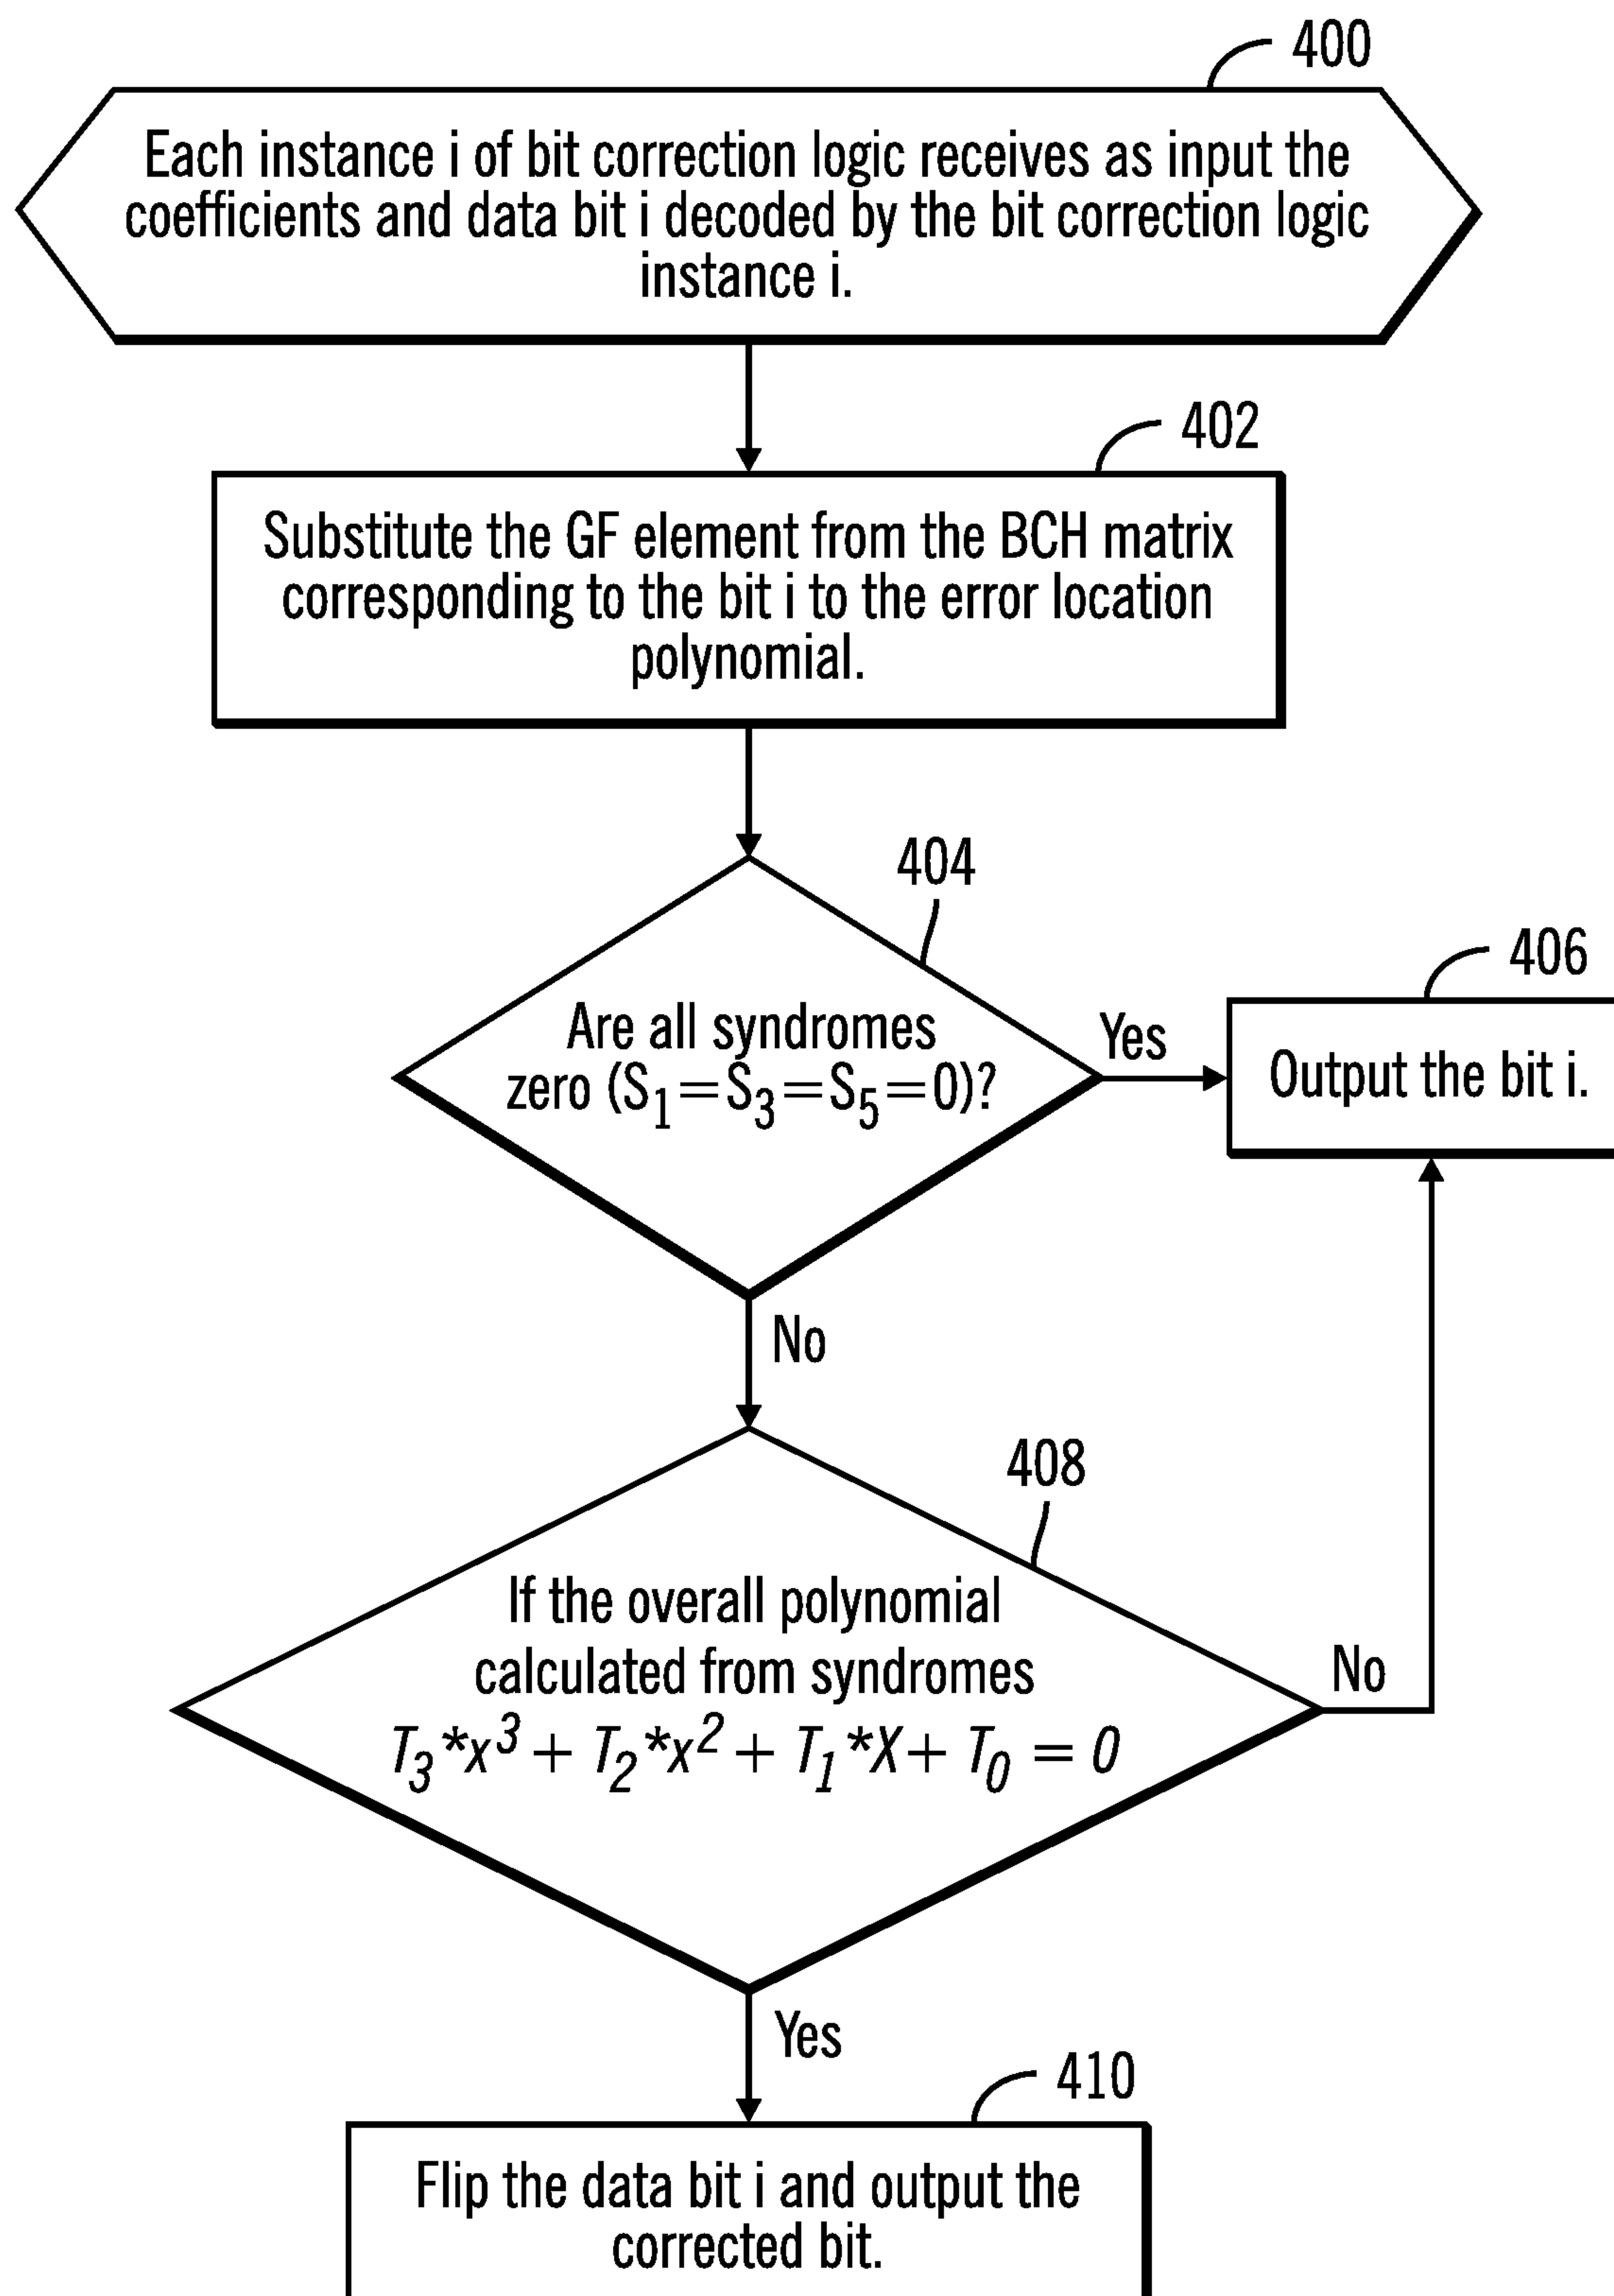 400
Each instance i of bit correction logic receives as input the
coefficients and data bit i decoded by the bit correction logic
instance i.
402
Substitute the GF element from the BCH matrix
corresponding to the bit i to the error location
polynomial.
404
Are all syndromes
zero (S₁=S₃=S₅=0)?
Yes
406
Output the bit i.
No
408
If the overall polynomial
calculated from syndromes
T₃*x³ + T₂*x² + T₁*X+ T₀ = 0
No
Yes
410
Flip the data bit i and output the
corrected bit.